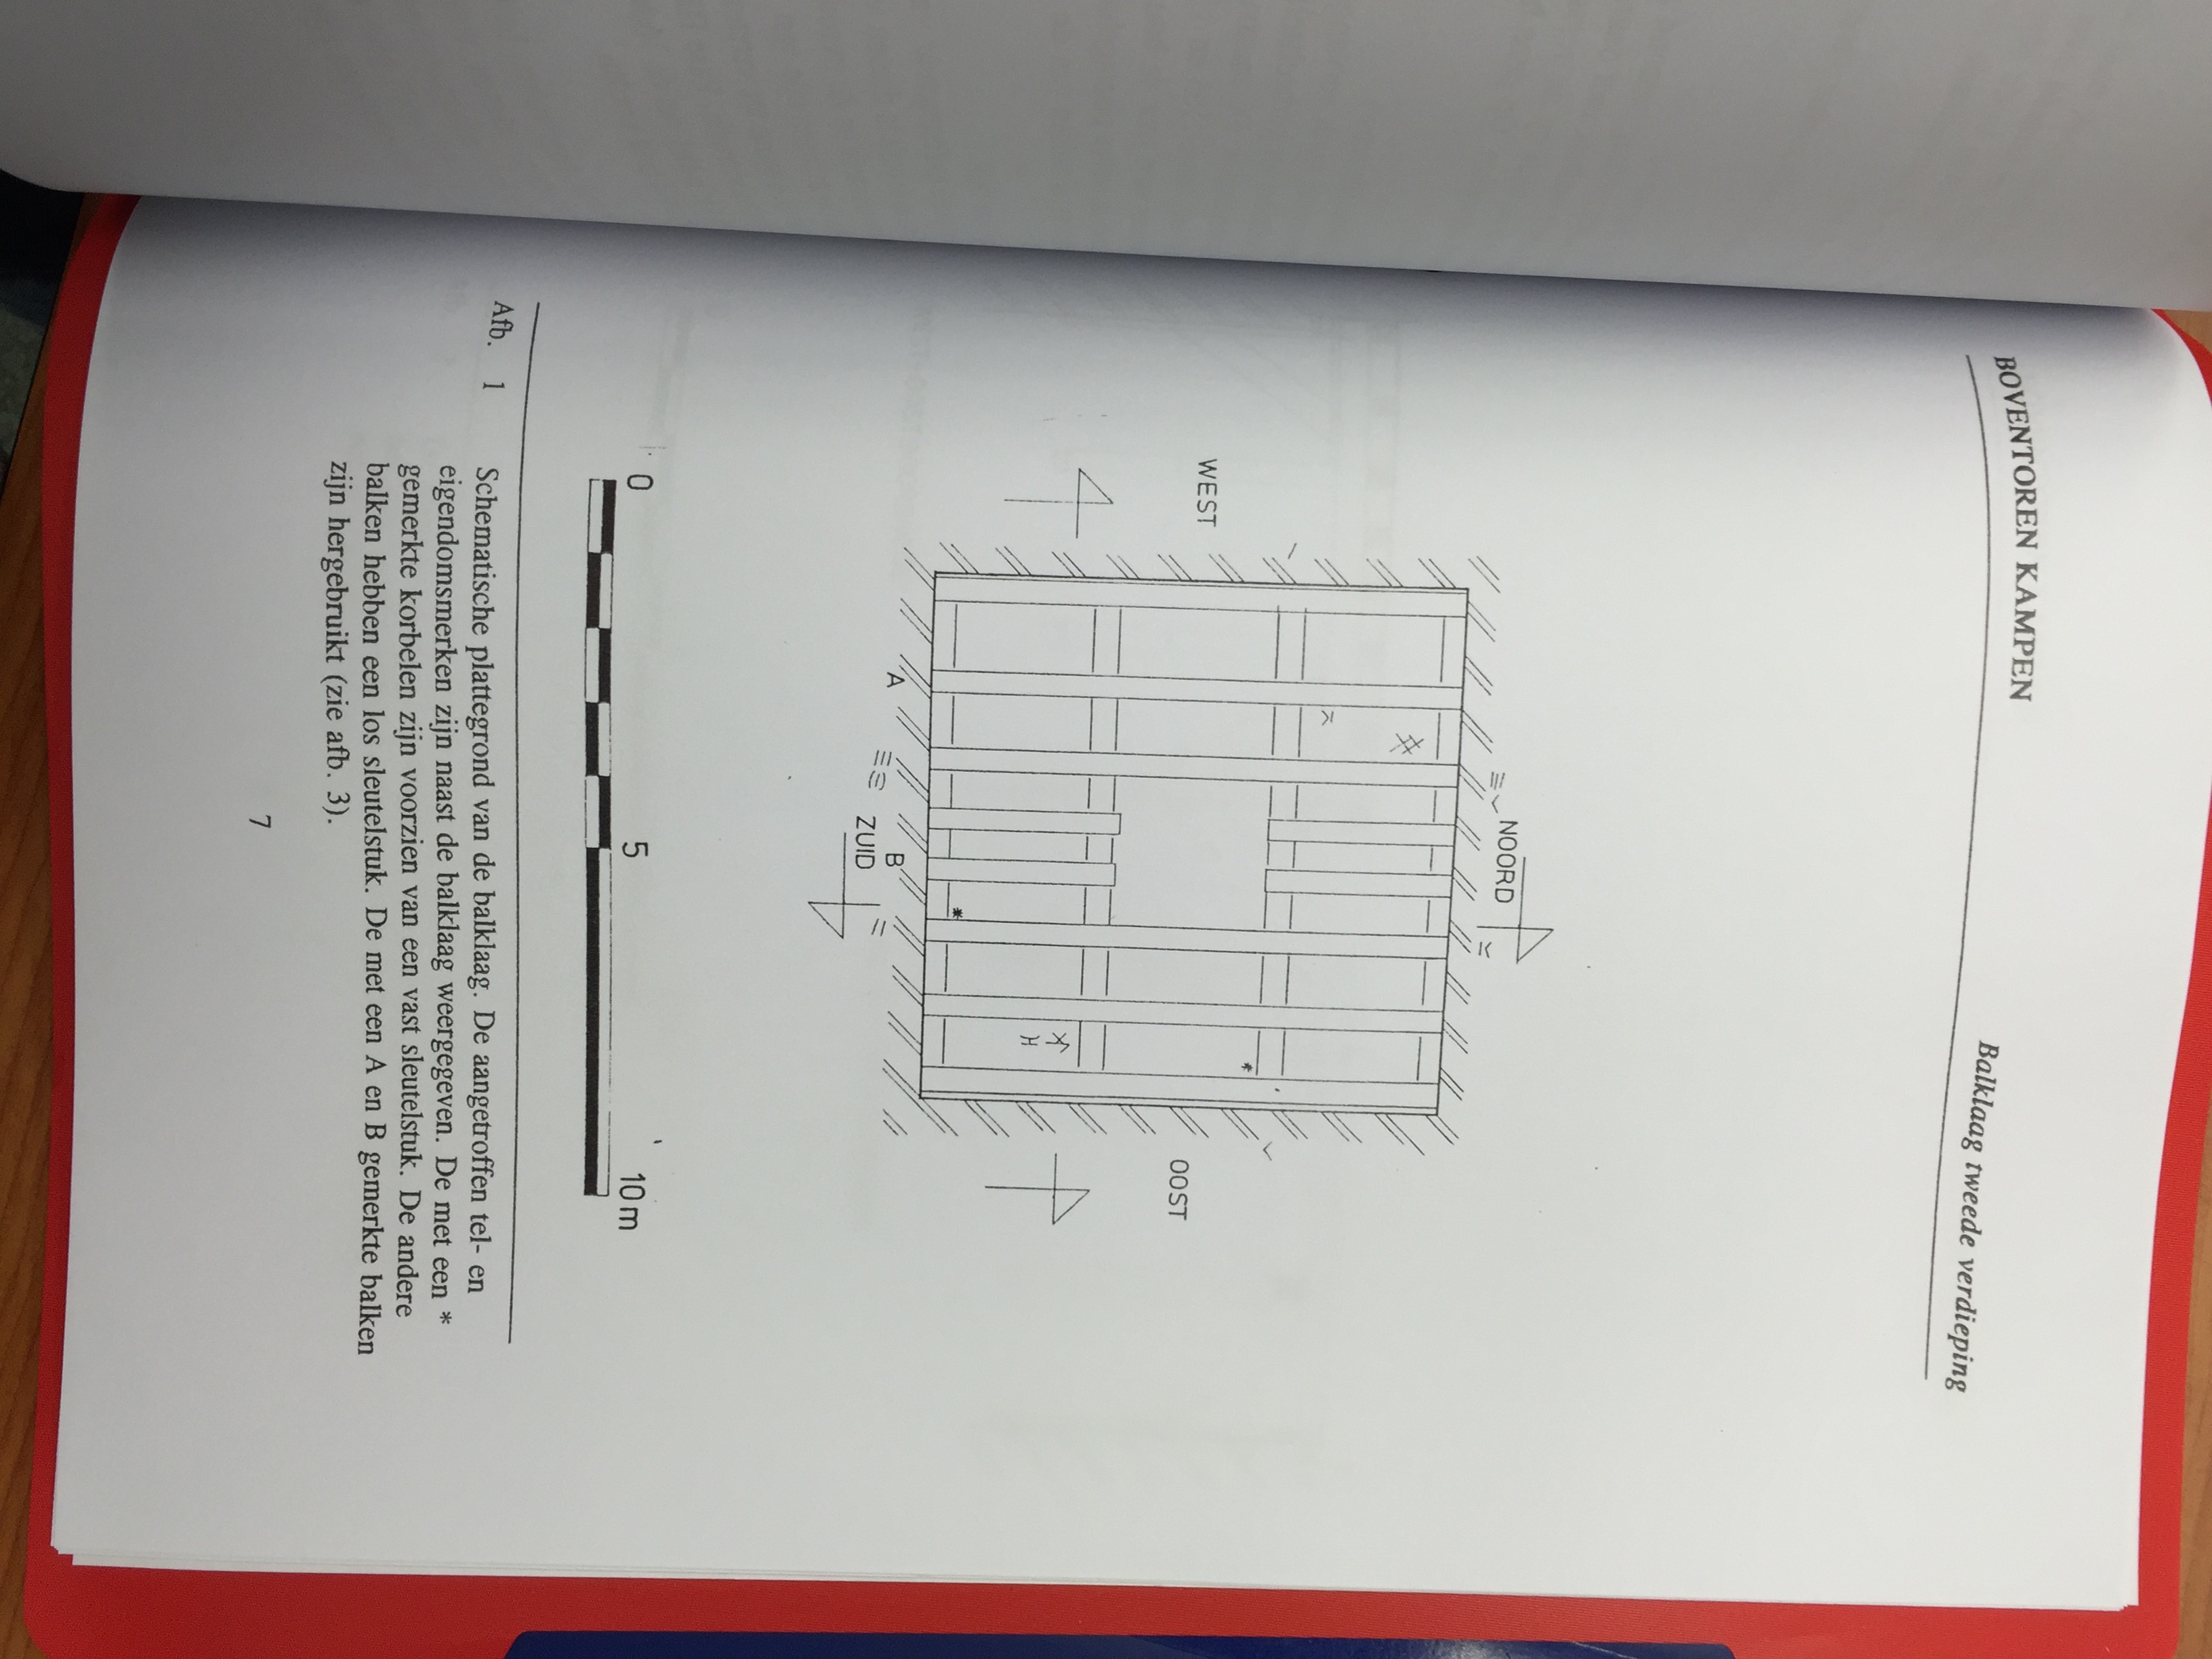 BOVENTOREN KAMPEN
Balklaag tweede verdieping
NOORD
WEST
OOST
A
B
ZUID
0 5 10 m
Afb. 1 Schematische plattegrond van de balklaag. De aangetroffen tel- en
eigendomsmerken zijn naast de balklaag weergegeven. De met een *
gemerkte korbelen zijn voorzien van een vast sleutelstuk. De andere
balken hebben een los sleutelstuk. De met een A en B gemerkte balken
zijn hergebruikt (zie afb. 3).
7